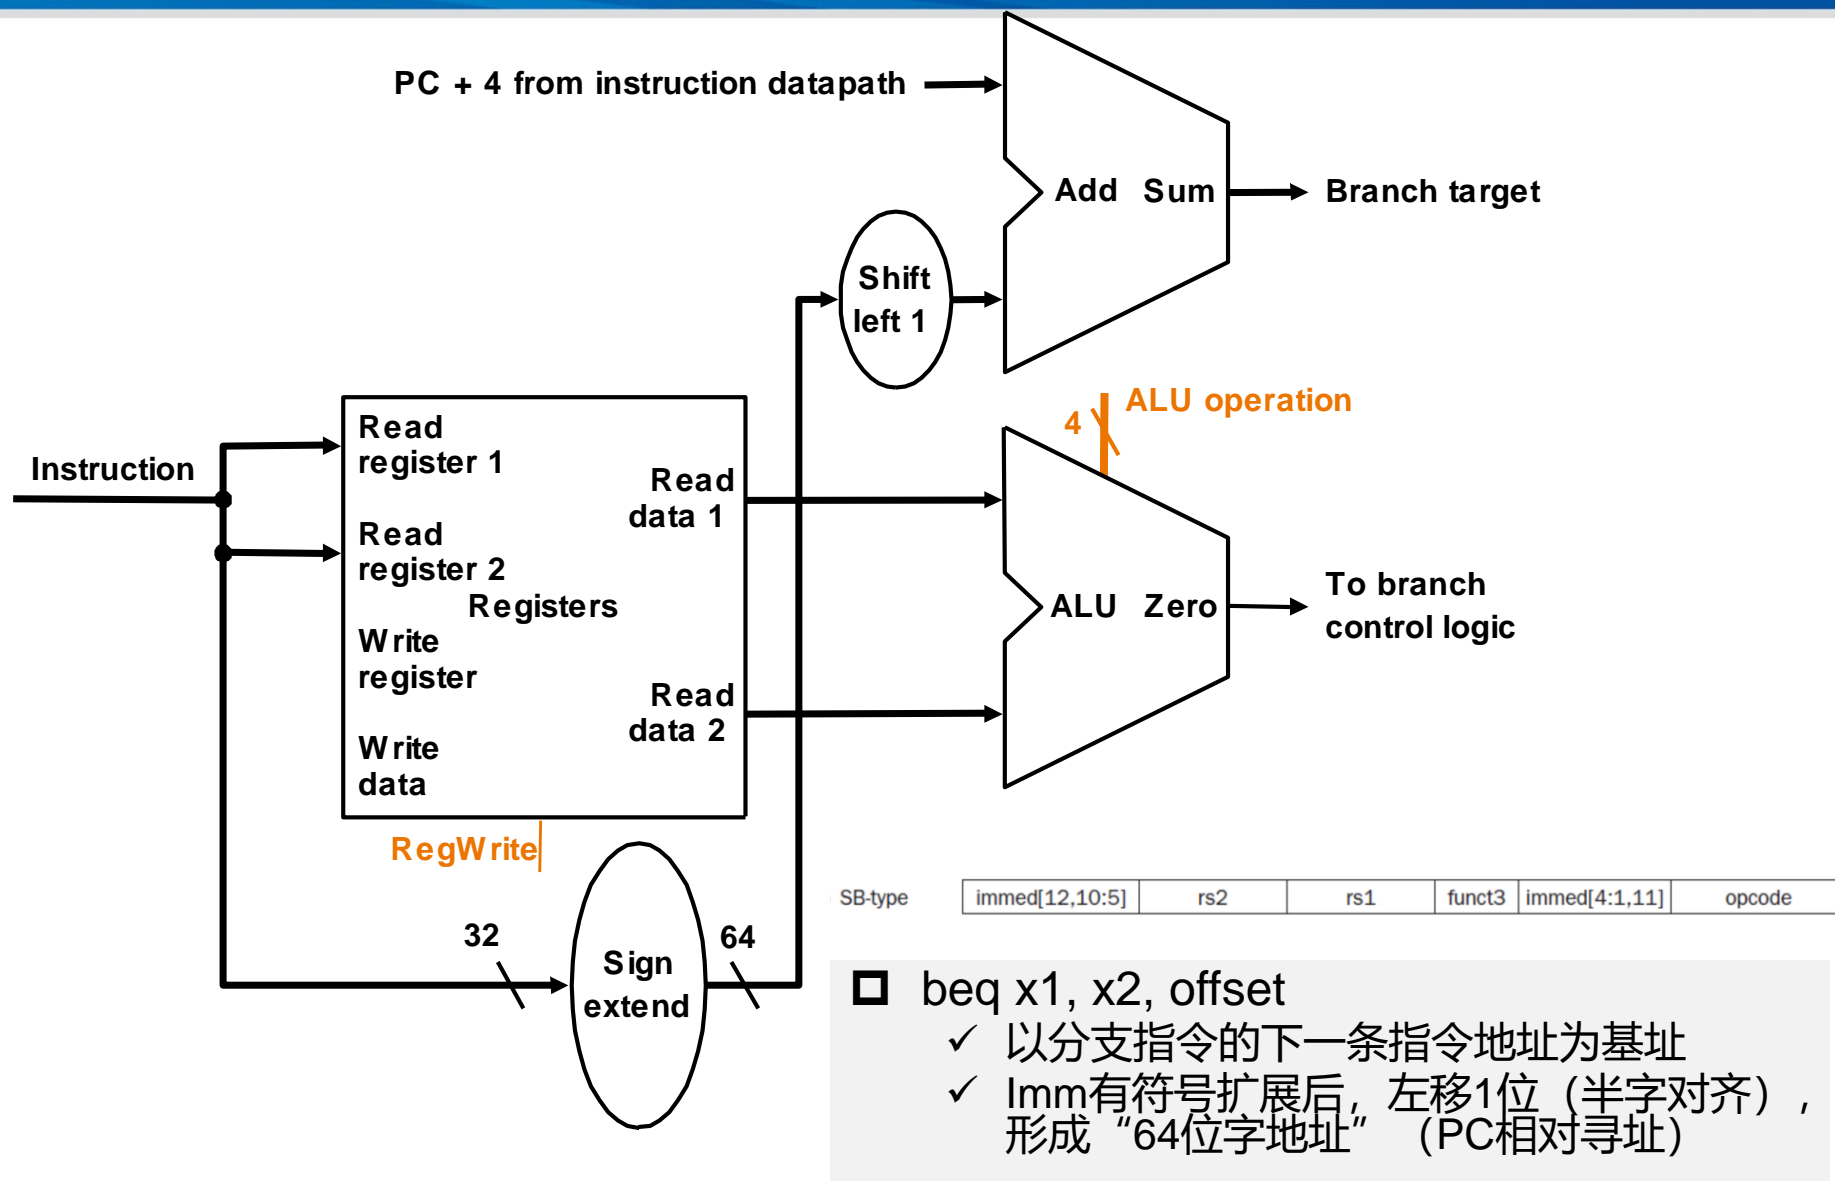 PC + 4 from instruction datapath
Add Sum
Branch target
Shift
left 1
ALU operation
4
Instruction
Read
register 1
Read
data 1
Read
register 2
Registers
Write
register
Read
data 2
Write
data
RegWrite
ALU Zero
To branch
control logic
32
Sign
extend
64
SB-type immed[12,10:5] rs2 rs1 funct3 immed[4:1,11] opcode
beq x1, x2, offset
以分支指令的下一条指令地址为基址
Imm有符号扩展后，左移1位（半字对齐），
形成“64位字地址”（PC相对寻址）